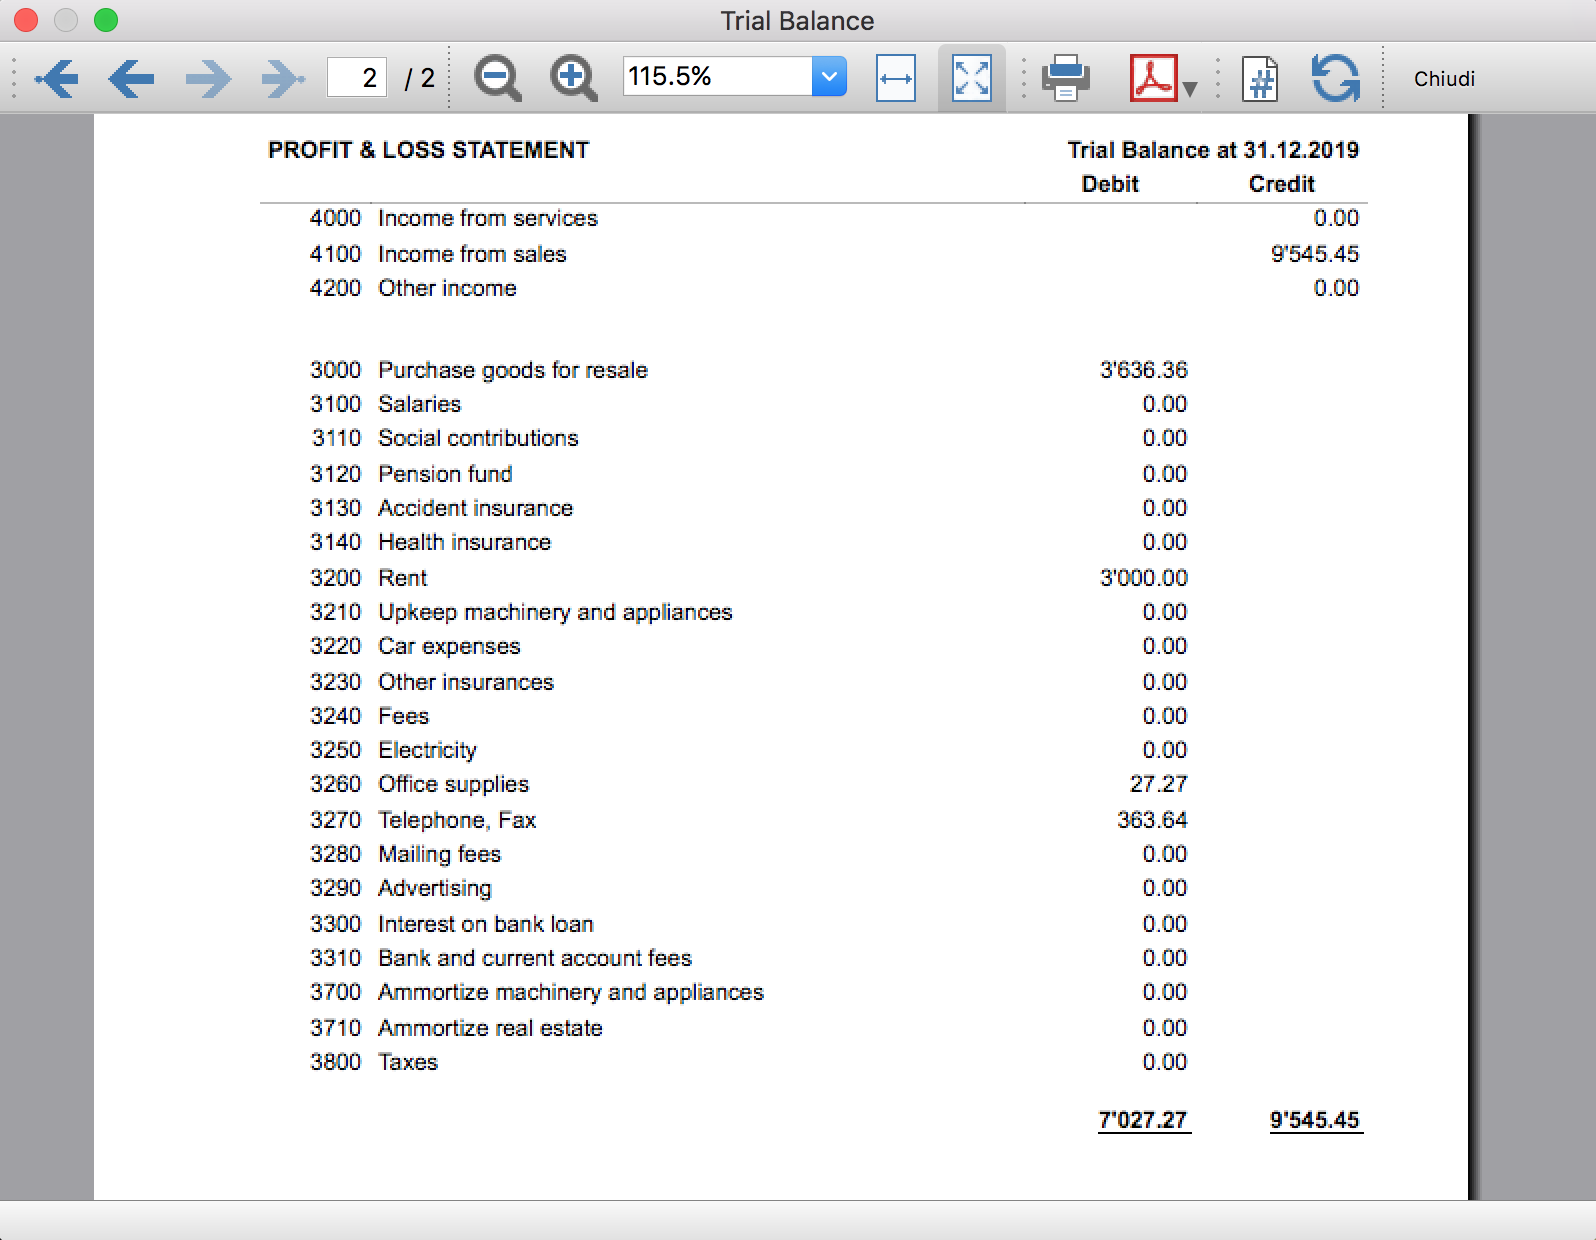 Trial Balance
2 / 2 115.5% # Chiudi
PROFIT & LOSS STATEMENT Trial Balance at 31.12.2019
Debit Credit
4000 Income from services 0.00
4100 Income from sales 9'545.45
4200 Other income 0.00
3000 Purchase goods for resale 3'636.36
3100 Salaries 0.00
3110 Social contributions 0.00
3120 Pension fund 0.00
3130 Accident insurance 0.00
3140 Health insurance 0.00
3200 Rent 3'000.00
3210 Upkeep machinery and appliances 0.00
3220 Car expenses 0.00
3230 Other insurances 0.00
3240 Fees 0.00
3250 Electricity 0.00
3260 Office supplies 27.27
3270 Telephone, Fax 363.64
3280 Mailing fees 0.00
3290 Advertising 0.00
3300 Interest on bank loan 0.00
3310 Bank and current account fees 0.00
3700 Ammortize machinery and appliances 0.00
3710 Ammortize real estate 0.00
3800 Taxes 0.00
7'027.27 9'545.45